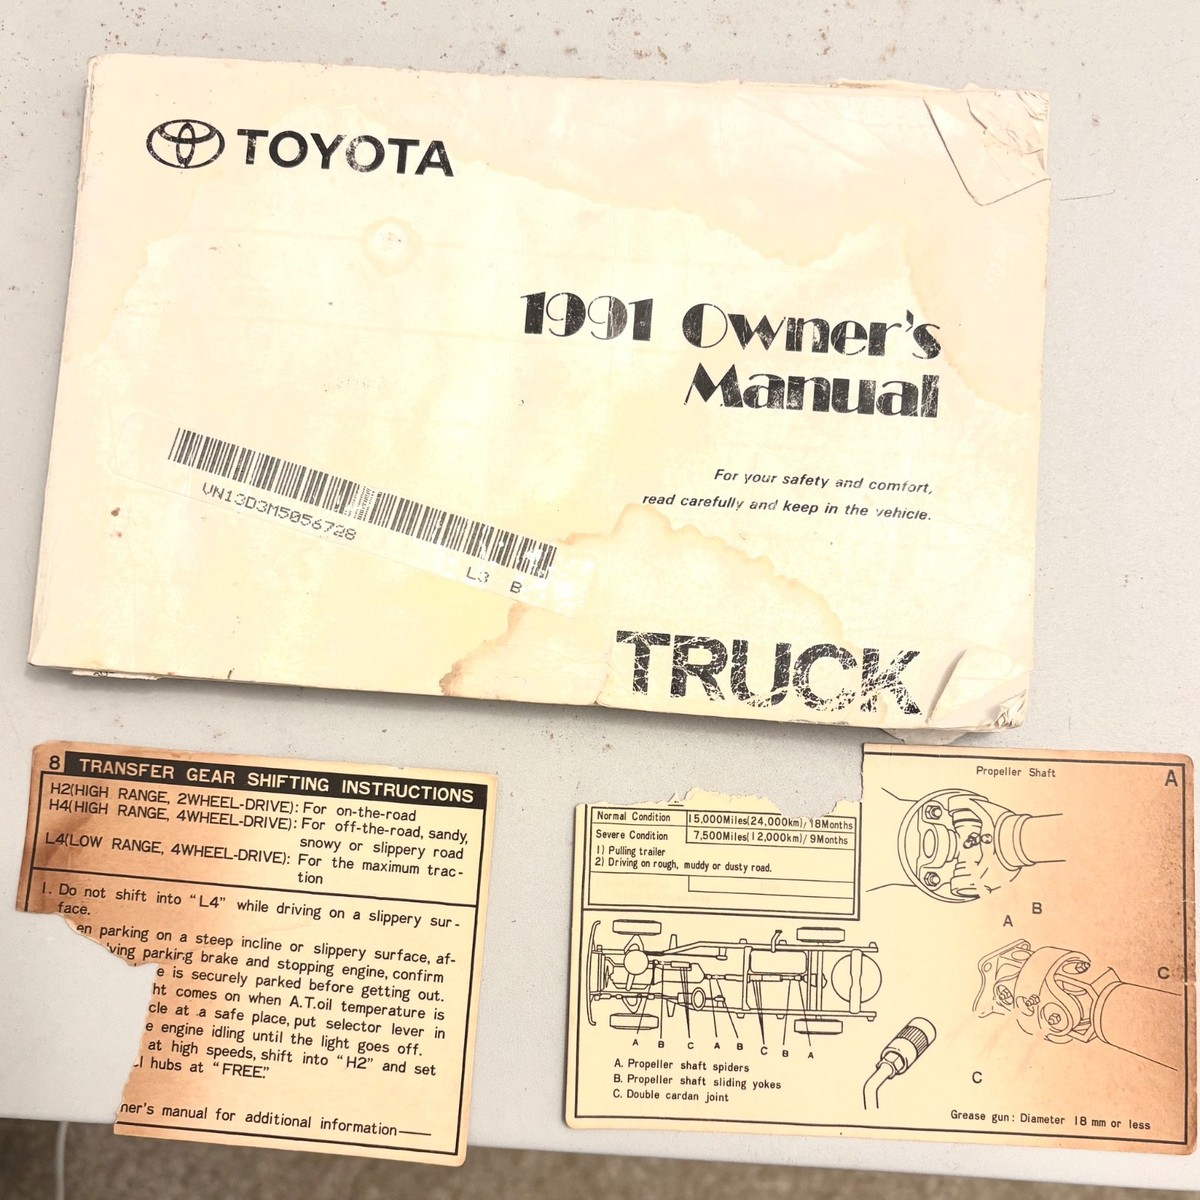 TOYOTA
1991 Owner's
Manual
For your safety and comfort,
read carefully and keep in the vehicle.
VN13D3M5056728
L3 B
TRUCK
8 TRANSFER GEAR SHIFTING INSTRUCTIONS
H2(HIGH RANGE, 2WHEEL-DRIVE): For on-the-road
H4(HIGH RANGE, 4WHEEL-DRIVE): For off-the-road, sandy,
snowy or slippery road
L4(LOW RANGE, 4WHEEL-DRIVE): For the maximum trac-
tion
1. Do not shift into "L4" while driving on a slippery sur-
face.
en parking on a steep incline or slippery surface, af-
ying parking brake and stopping engine, confirm
e is securely parked before getting out.
ht comes on when A.T.oil temperature is
cle at a safe place, put selector lever in
e engine idling until the light goes off.
at high speeds, shift into "H2" and set
l hubs at "FREE."
ner's manual for additional information
Normal Condition 15,000Miles(24,000km)/18Months
Severe Condition 7,500Miles(12,000km)/9Months
1) Pulling trailer
2) Driving on rough, muddy or dusty road.
A B C A B C B A
A. Propeller shaft spiders
B. Propeller shaft sliding yokes
C. Double cardan joint
Propeller Shaft
A
B
A
C
C
Grease gun: Diameter 18 mm or less